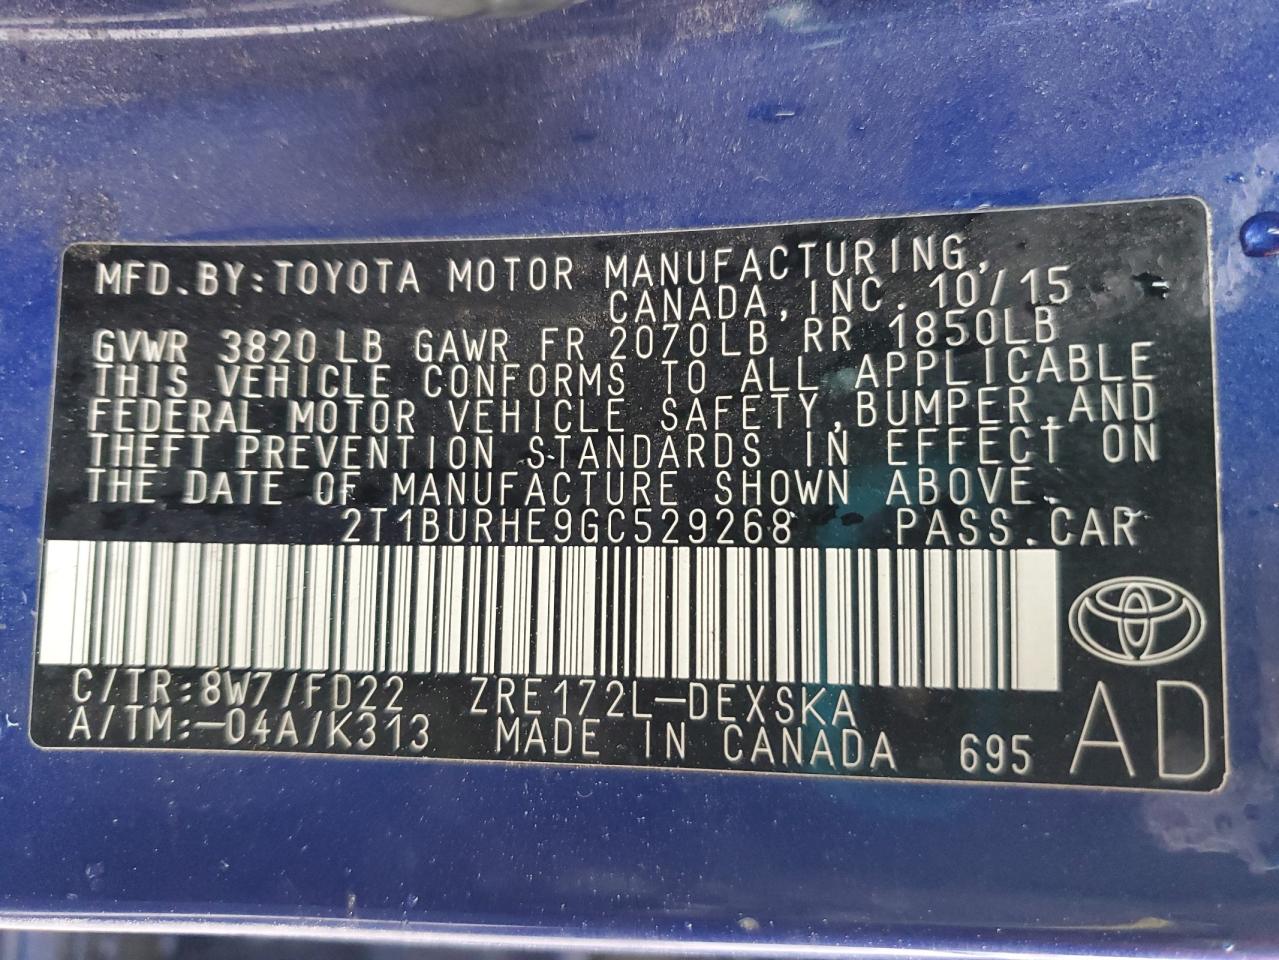 MFD.BY:TOYOTA MOTOR MANUFACTURING,
CANADA,INC. 10/15
GVWR 3820LB GAWR FR 2070LB RR 1850LB
THIS VEHICLE CONFORMS TO ALL APPLICABLE
FEDERAL MOTOR VEHICLE SAFETY,BUMPER,AND
THEFT PREVENTION STANDARDS IN EFFECT ON
THE DATE OF MANUFACTURE SHOWN ABOVE.
2T1BURHE9GC529268 PASS.CAR
C/TR:8W7/FD22 ZRE172L-DEXSKA
A/TM:-04A/K313 MADE IN CANADA 695 AD